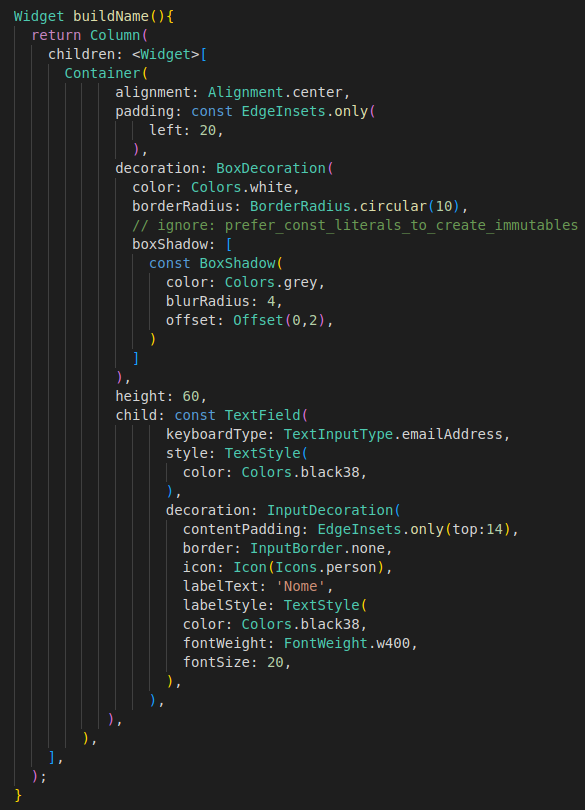 Widget buildName(){
  return Column(
    children: <Widget>[
      Container(
            alignment: Alignment.center,
            padding: const EdgeInsets.only(
                left: 20,
              ),
            decoration: BoxDecoration(
              color: Colors.white,
              borderRadius: BorderRadius.circular(10),
              // ignore: prefer_const_literals_to_create_immutables
              boxShadow: [
                const BoxShadow(
                  color: Colors.grey,
                  blurRadius: 4,
                  offset: Offset(0,2),
                )
              ]
            ),
            height: 60,
            child: const TextField(
                  keyboardType: TextInputType.emailAddress,
                  style: TextStyle(
                    color: Colors.black38,
                  ),
                  decoration: InputDecoration(
                    contentPadding: EdgeInsets.only(top:14),
                    border: InputBorder.none,
                    icon: Icon(Icons.person),
                    labelText: 'Nome',
                    labelStyle: TextStyle(
                    color: Colors.black38,
                    fontWeight: FontWeight.w400,
                    fontSize: 20,
                  ),
                ),
           ),
        ),
    ],
  );
}